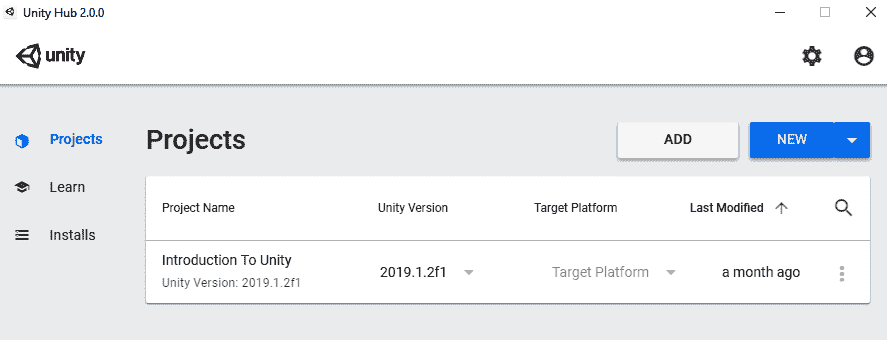 Unity Hub 2.0.0
unity
Projects
Learn
Installs
Projects
ADD
NEW
Project Name Unity Version Target Platform Last Modified
Introduction To Unity 2019.1.2f1 Target Platform a month ago
Unity Version: 2019.1.2f1